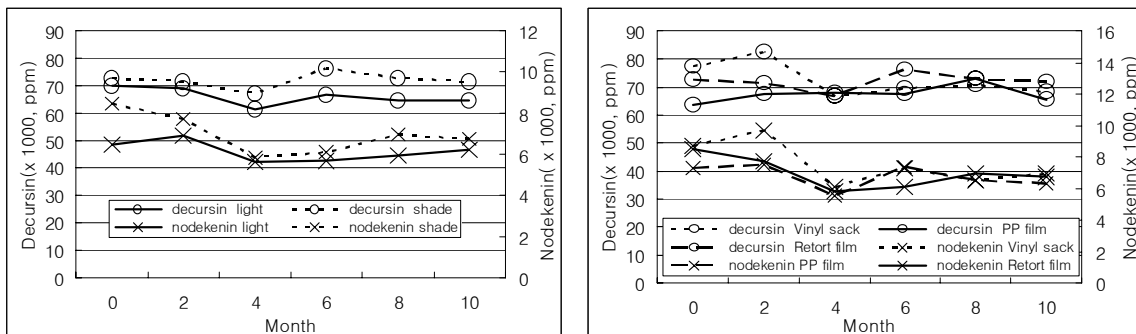 Decursin(x 1000, ppm)
90
80
70
60
50
40
30
20
10
0
decursin light
decursin shade
nodekenin light
nodekenin shade
12
10
8
6
4
2
0
Nodekenin( x 1000, ppm)
0 2 4 6 8 10
Month
Decursin(x 1000, ppm)
90
80
70
60
50
40
30
20
10
0
decursin Vinyl sack
decursin PP film
decursin Retort film
nodekenin Vinyl sack
nodekenin PP film
nodekenin Retort film
16
14
12
10
8
6
4
2
0
Nodekenin(x 1000, ppm)
0 2 4 6 8 10
Month